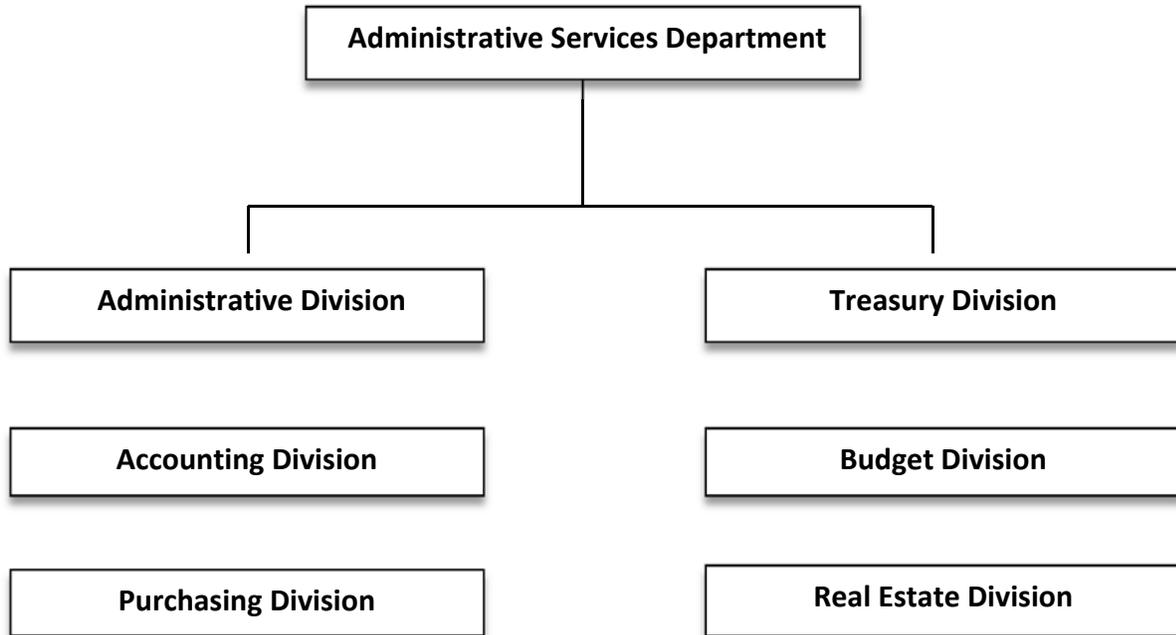 Administrative Services Department
Administrative Division
Treasury Division
Accounting Division
Budget Division
Purchasing Division
Real Estate Division